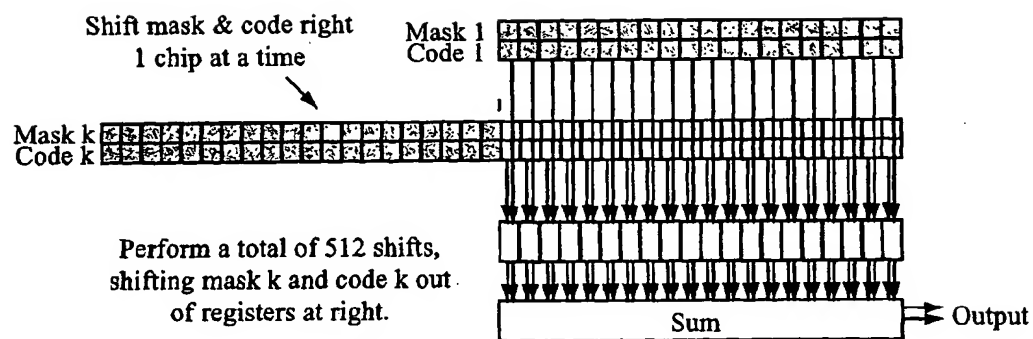 Shift mask & code right
1 chip at a time
Mask 1
Code 1
Mask k
Code k
Perform a total of 512 shifts,
shifting mask k and code k out
of registers at right.
Sum
Output